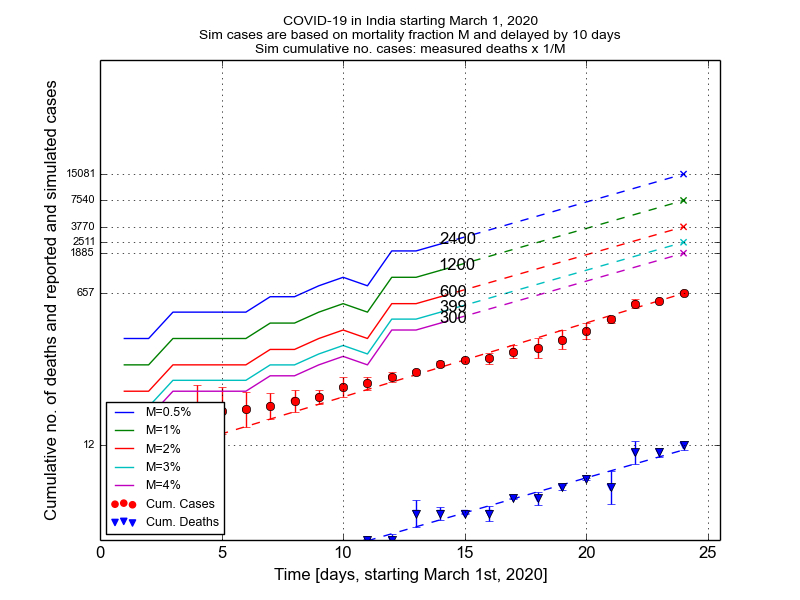 COVID-19 in India starting March 1, 2020
Sim cases are based on mortality fraction M and delayed by 10 days
Sim cumulative no. cases: measured deaths x 1/M
Cumulative no. of deaths and reported and simulated cases
15081
7540
3770
2511
1885
657
12
2400
1200
600
399
300
M=0.5%
M=1%
M=2%
M=3%
M=4%
Cum. Cases
Cum. Deaths
0 5 10 15 20 25
Time [days, starting March 1st, 2020]